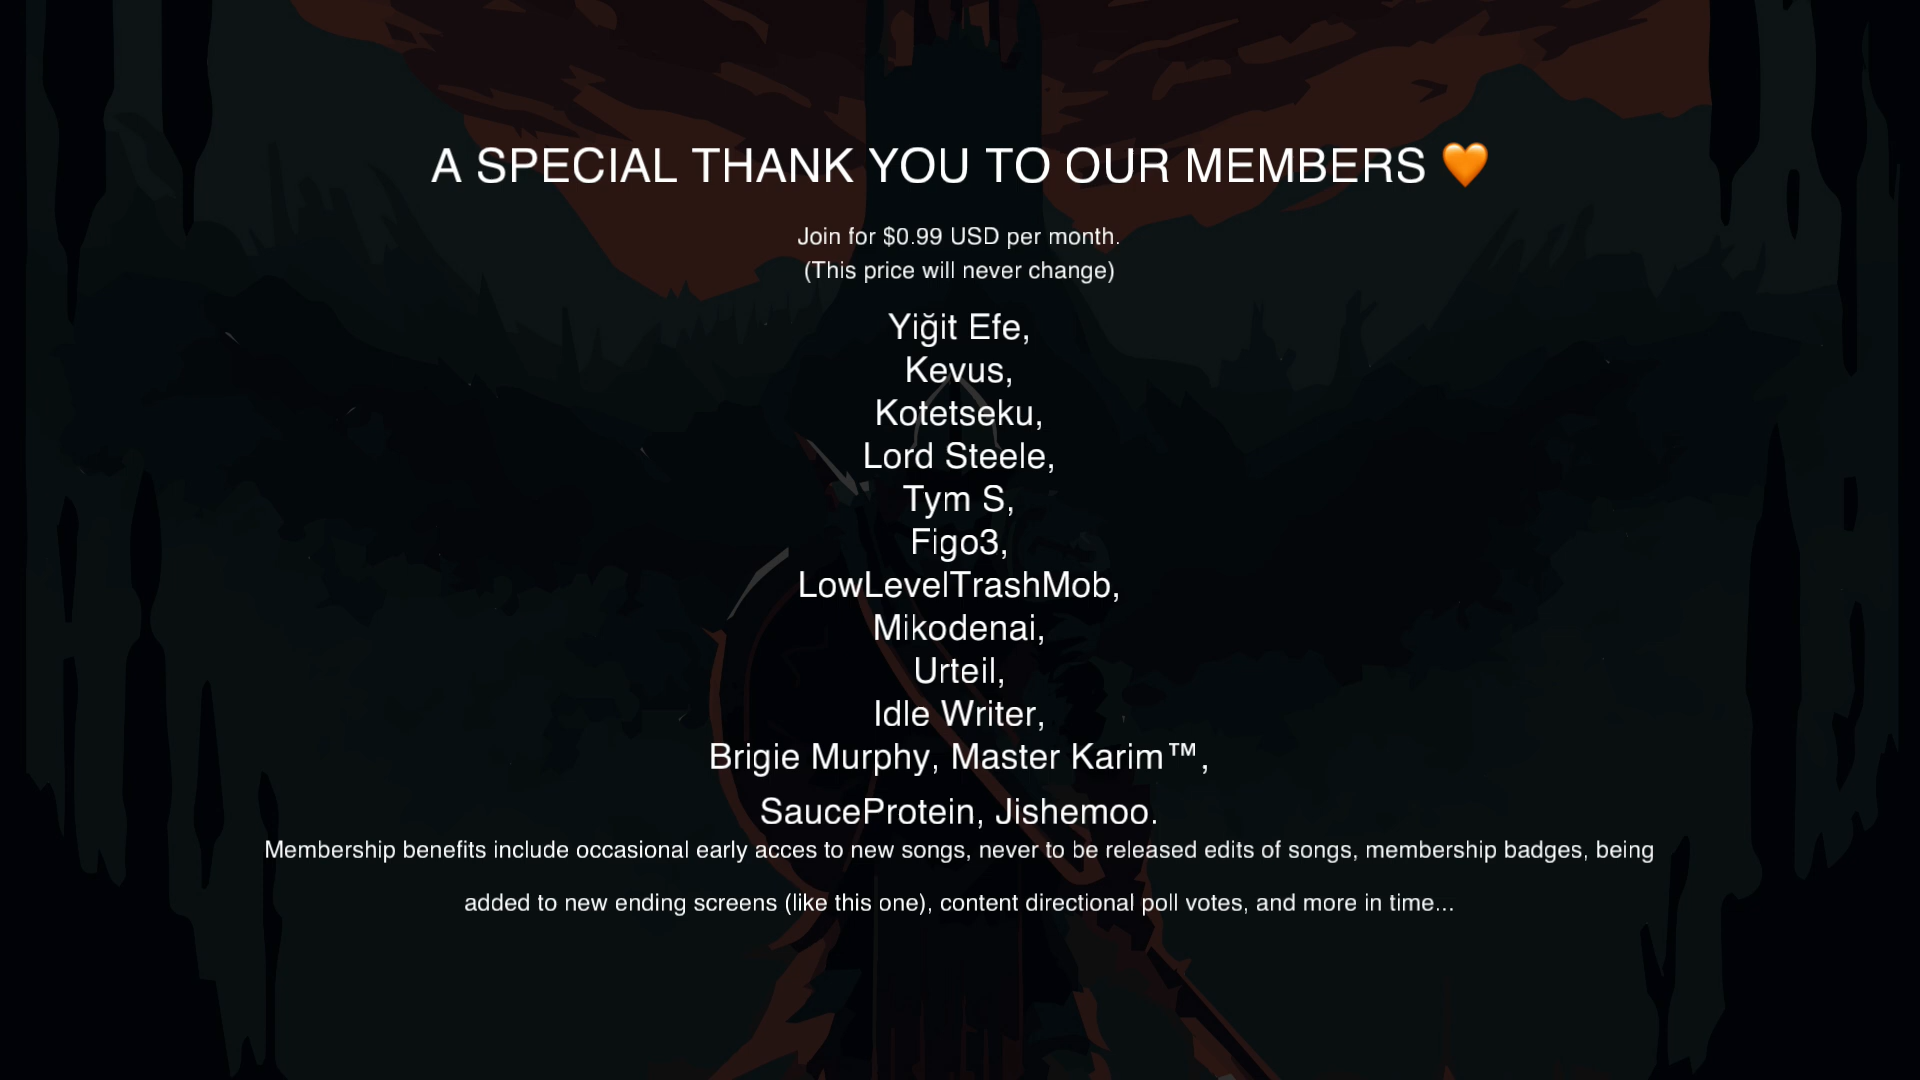 A SPECIAL THANK YOU TO OUR MEMBERS 🧡
Join for $0.99 USD per month.
(This price will never change)
Yiğit Efe,
Kevus,
Kotetseku,
Lord Steele,
Tym S,
Figo3,
LowLevelTrashMob,
Mikodenai,
Urteil,
Idle Writer,
Brigie Murphy, Master Karim™,
SauceProtein, Jishemoo.
Membership benefits include occasional early acces to new songs, never to be released edits of songs, membership badges, being
added to new ending screens (like this one), content directional poll votes, and more in time...